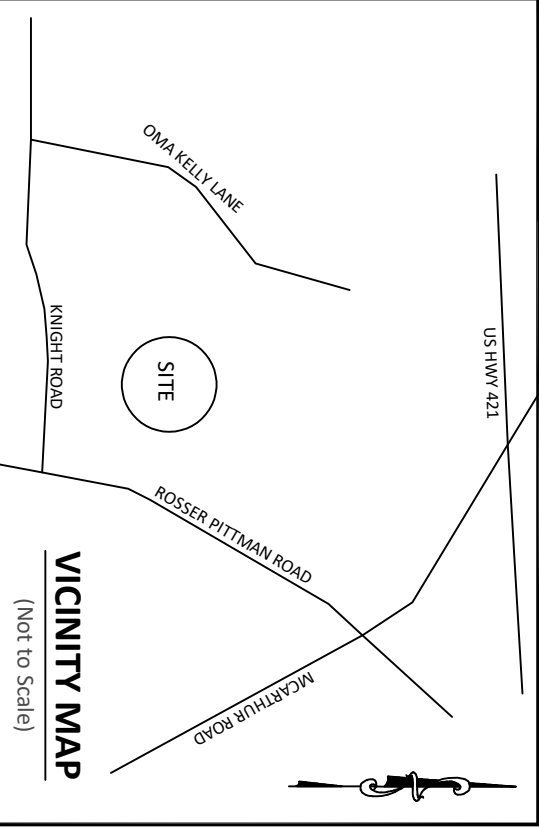 US HWY 421
OMA KELLY LANE
SITE
KNIGHT ROAD
ROSSER PITTMAN ROAD
MCARTHUR ROAD
VICINITY MAP
(Not to Scale)